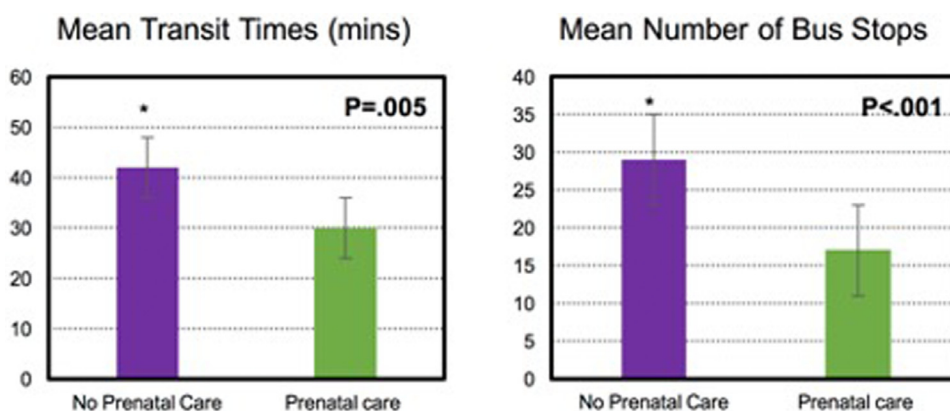 Mean Transit Times (mins)
60
50
40
30
20
10
0
*
P=.005
No Prenatal Care
Prenatal care
Mean Number of Bus Stops
40
35
30
25
20
15
10
5
0
*
P<.001
No Prenatal Care
Prenatal care